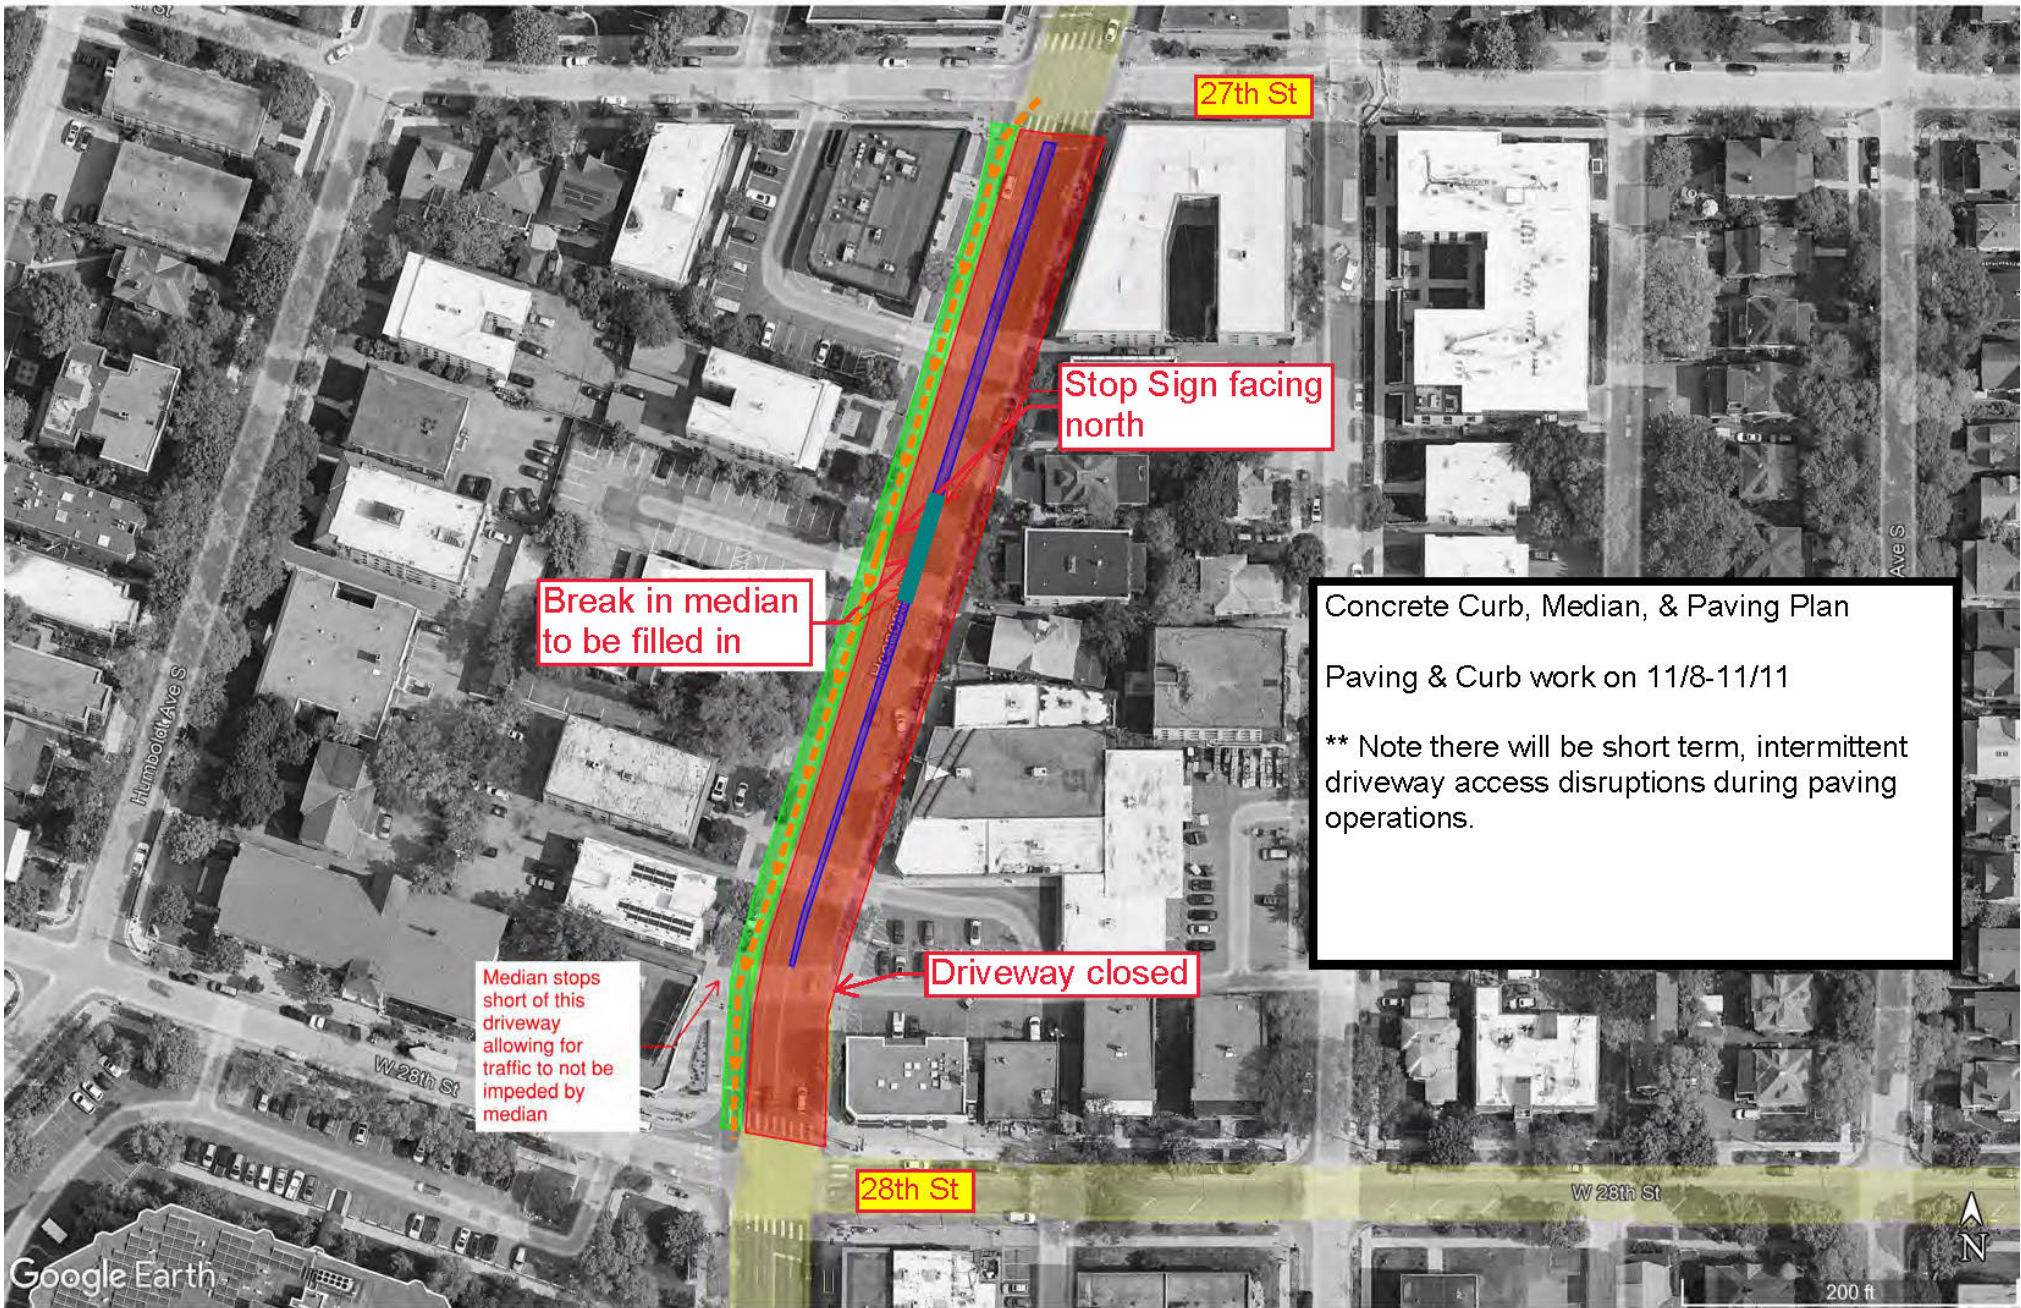 St
27th St
Stop Sign facing
north
Ave S
Break in median
to be filled in
Concrete Curb, Median, & Paving Plan
Paving & Curb work on 11/8-11/11
** Note there will be short term, intermittent
driveway access disruptions during paving
operations.
Humboldt Ave S
Driveway closed
Median stops
short of this
driveway
allowing for
traffic to not be
impeded by
median
W 28th St
28th St
W 28th St
N
Google Earth
200 ft